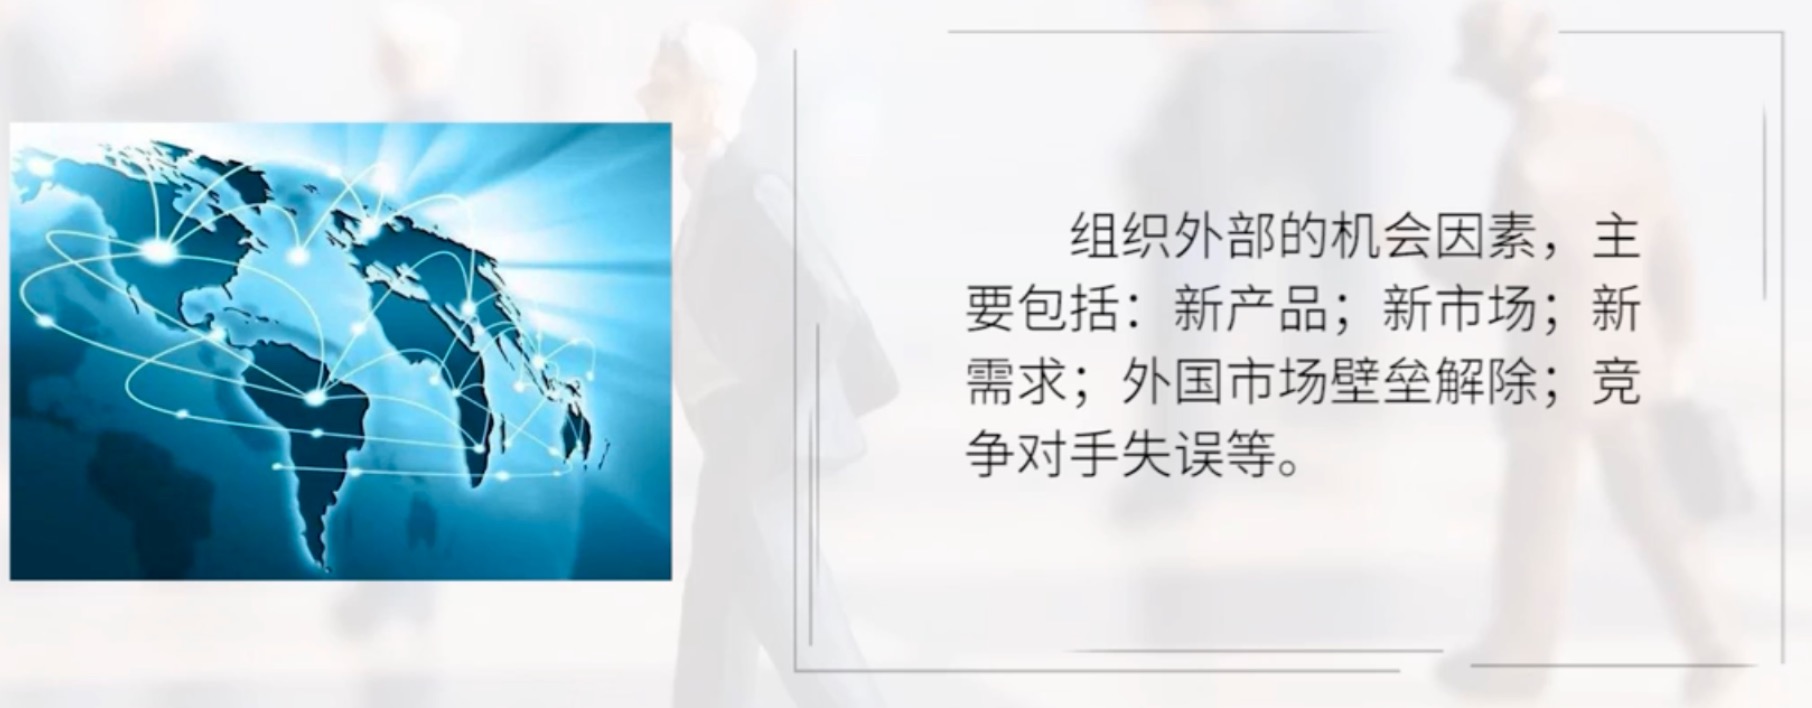 组织外部的机会因素，主
要包括：新产品；新市场；新
需求；外国市场壁垒解除；竞
争对手失误等。